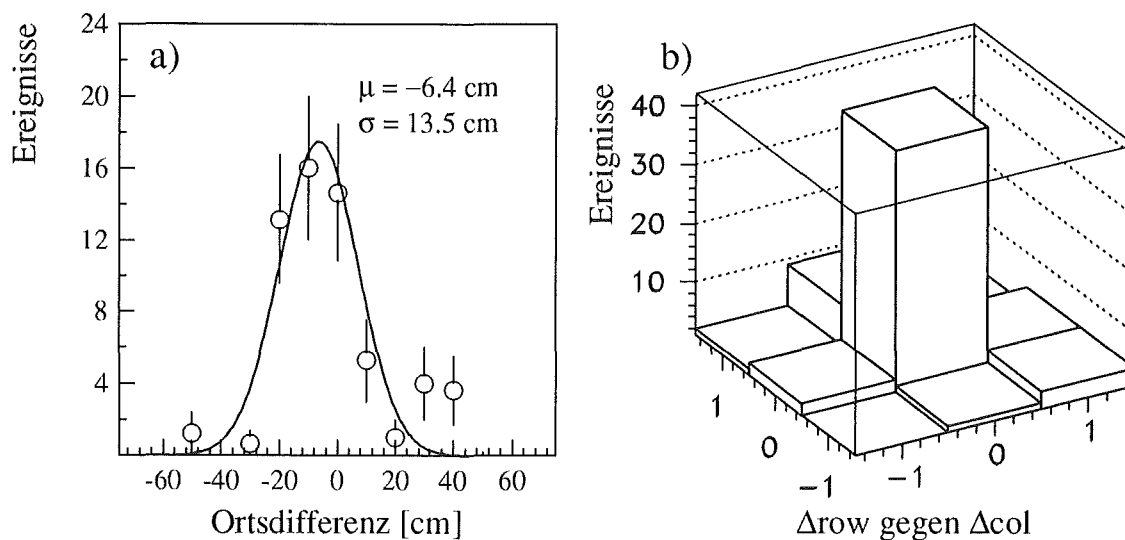 a)
Ereignisse
24
20
16
12
8
4
μ = −6.4 cm
σ = 13.5 cm
-60 -40 -20 0 20 40 60
Ortsdifferenz [cm]
b)
Ereignisse
40
30
20
10
1
0
−1
−1
0
1
Δrow gegen Δcol